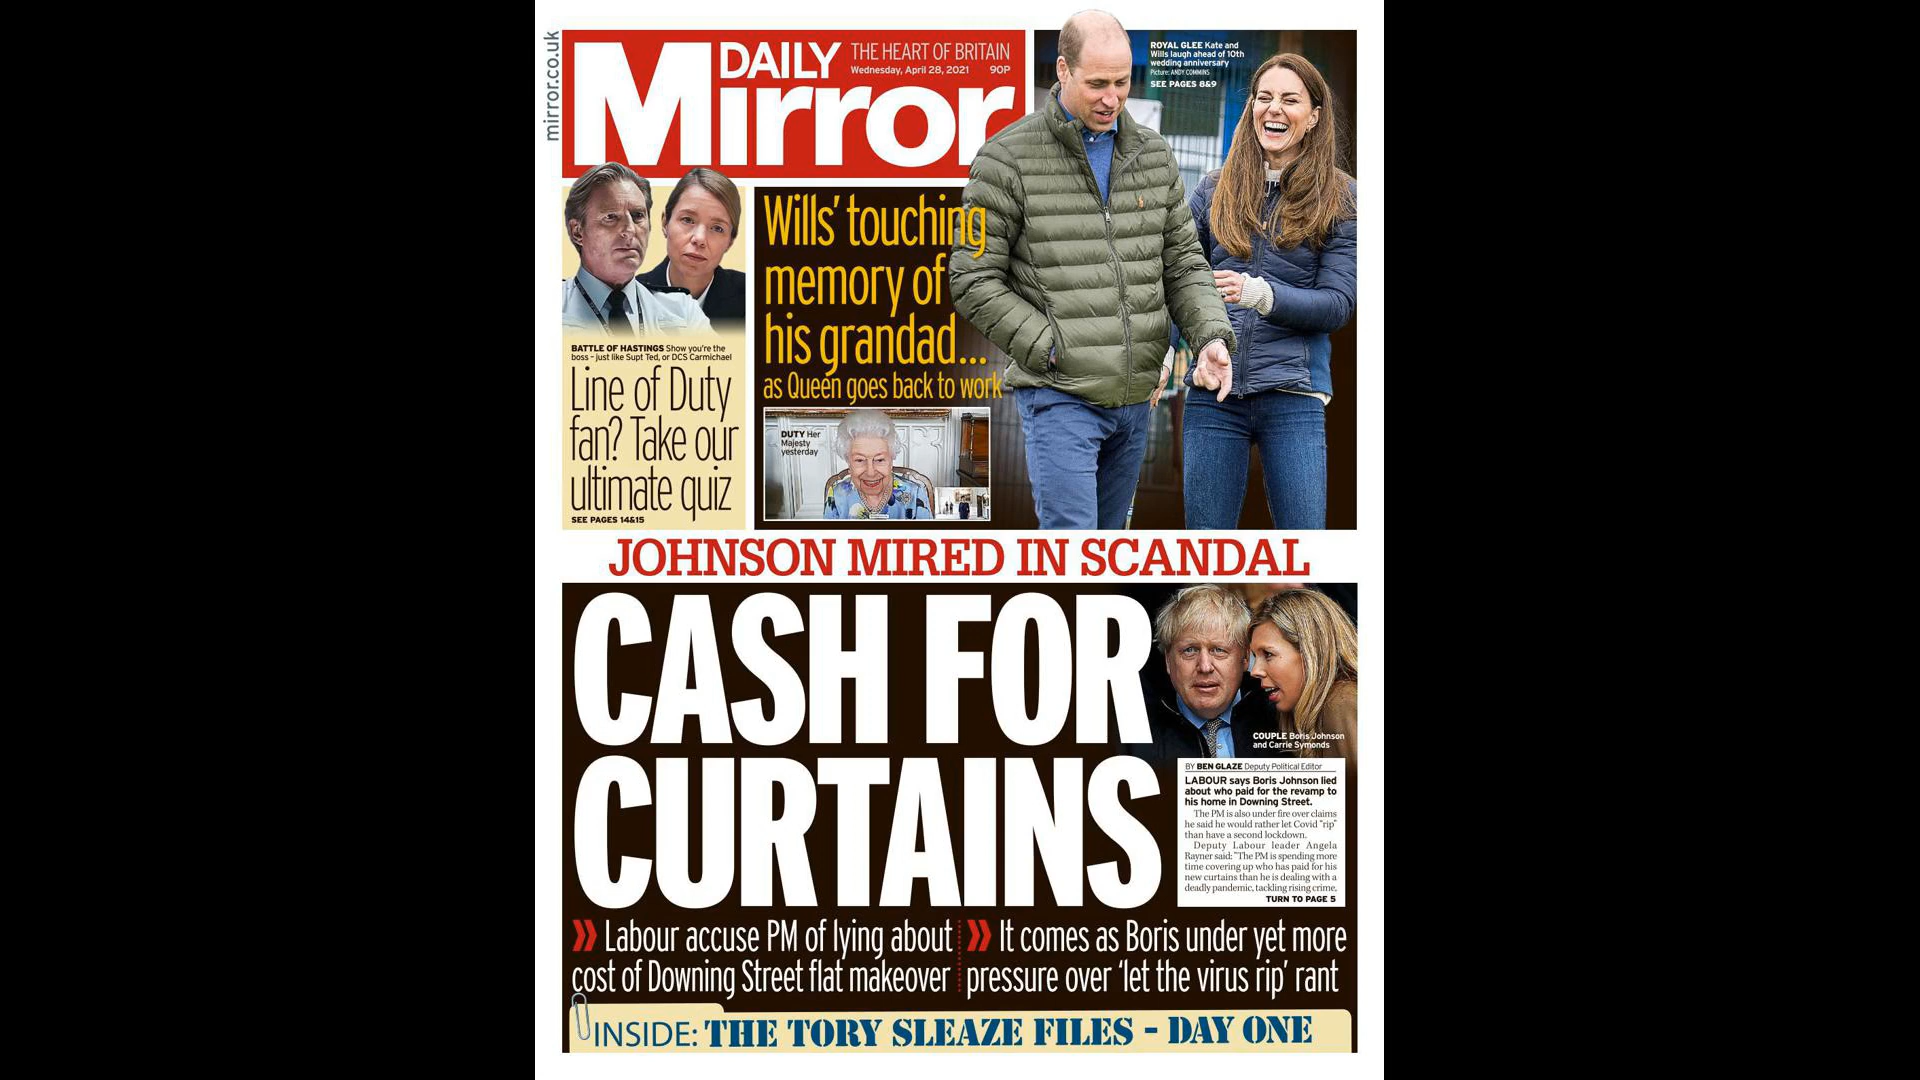 mirror.co.uk
DAILY
Mirror
THE HEART OF BRITAIN
Wednesday, April 28, 2021 90P
ROYAL GLEE Kate and
Wills laugh ahead of 10th
wedding anniversary
Picture: ANDY COMMINS
SEE PAGES 8&9
BATTLE OF HASTINGS Show you're the
boss – just like Supt Ted, or DCS Carmichael
Line of Duty
fan? Take our
ultimate quiz
SEE PAGES 14&15
Wills' touching
memory of
his grandad...
as Queen goes back to work
DUTY Her
Majesty
yesterday
JOHNSON MIRED IN SCANDAL
CASH FOR
CURTAINS
COUPLE Boris Johnson
and Carrie Symonds
BY BEN GLAZE Deputy Political Editor
LABOUR says Boris Johnson lied
about who paid for the revamp to
his home in Downing Street.
The PM is also under fire over claims
he said he would rather let Covid "rip"
than have a second lockdown.
Deputy Labour leader Angela
Rayner said: "The PM is spending more
time covering up who has paid for his
new curtains than he is dealing with a
deadly pandemic, tackling rising crime,
TURN TO PAGE 5
» Labour accuse PM of lying about
cost of Downing Street flat makeover
» It comes as Boris under yet more
pressure over 'let the virus rip' rant
INSIDE: THE TORY SLEAZE FILES - DAY ONE